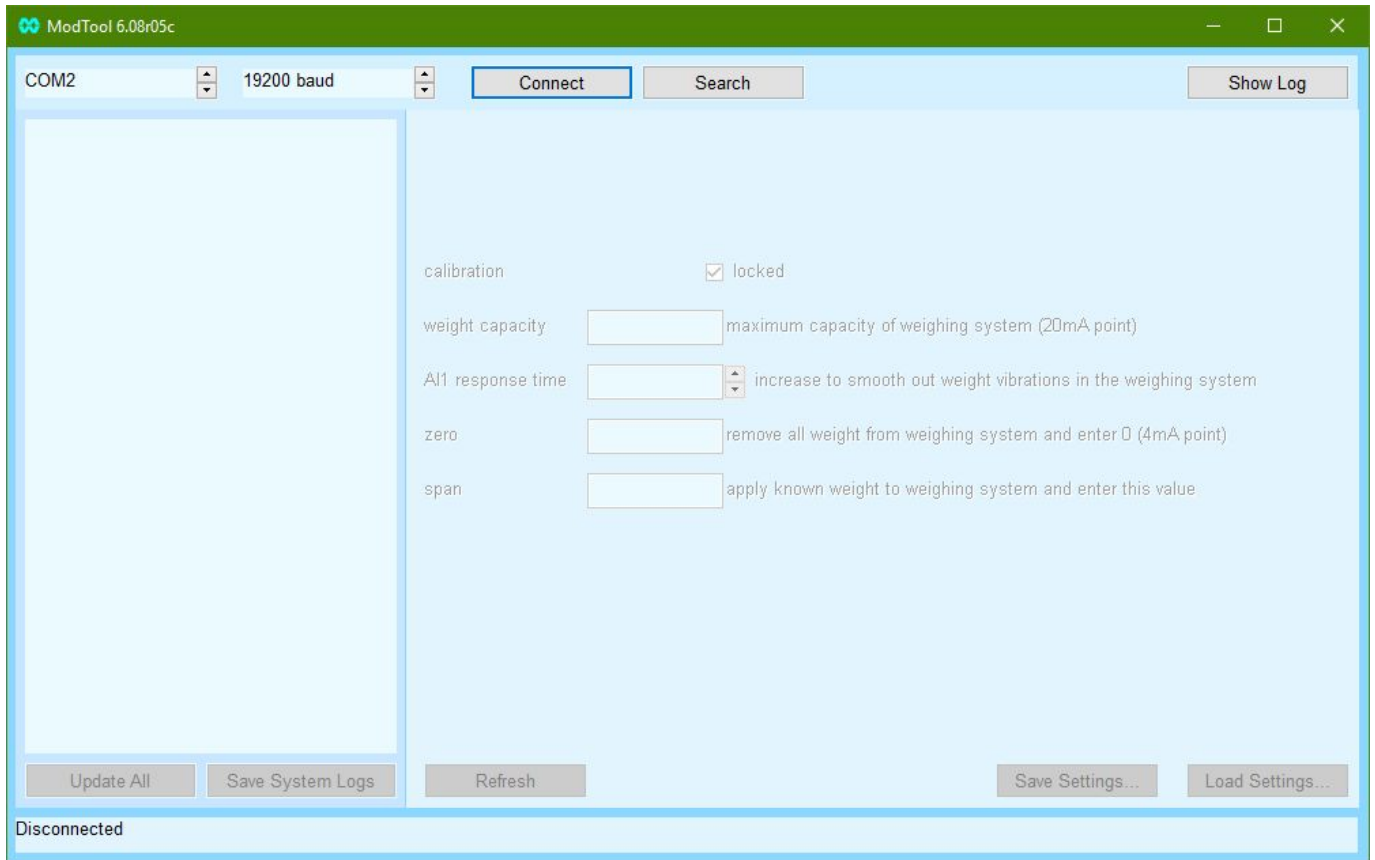 ModTool 6.08r05c
COM2 19200 baud Connect Search Show Log
calibration locked
weight capacity maximum capacity of weighing system (20mA point)
AI1 response time increase to smooth out weight vibrations in the weighing system
zero remove all weight from weighing system and enter 0 (4mA point)
span apply known weight to weighing system and enter this value
Update All Save System Logs Refresh Save Settings... Load Settings...
Disconnected